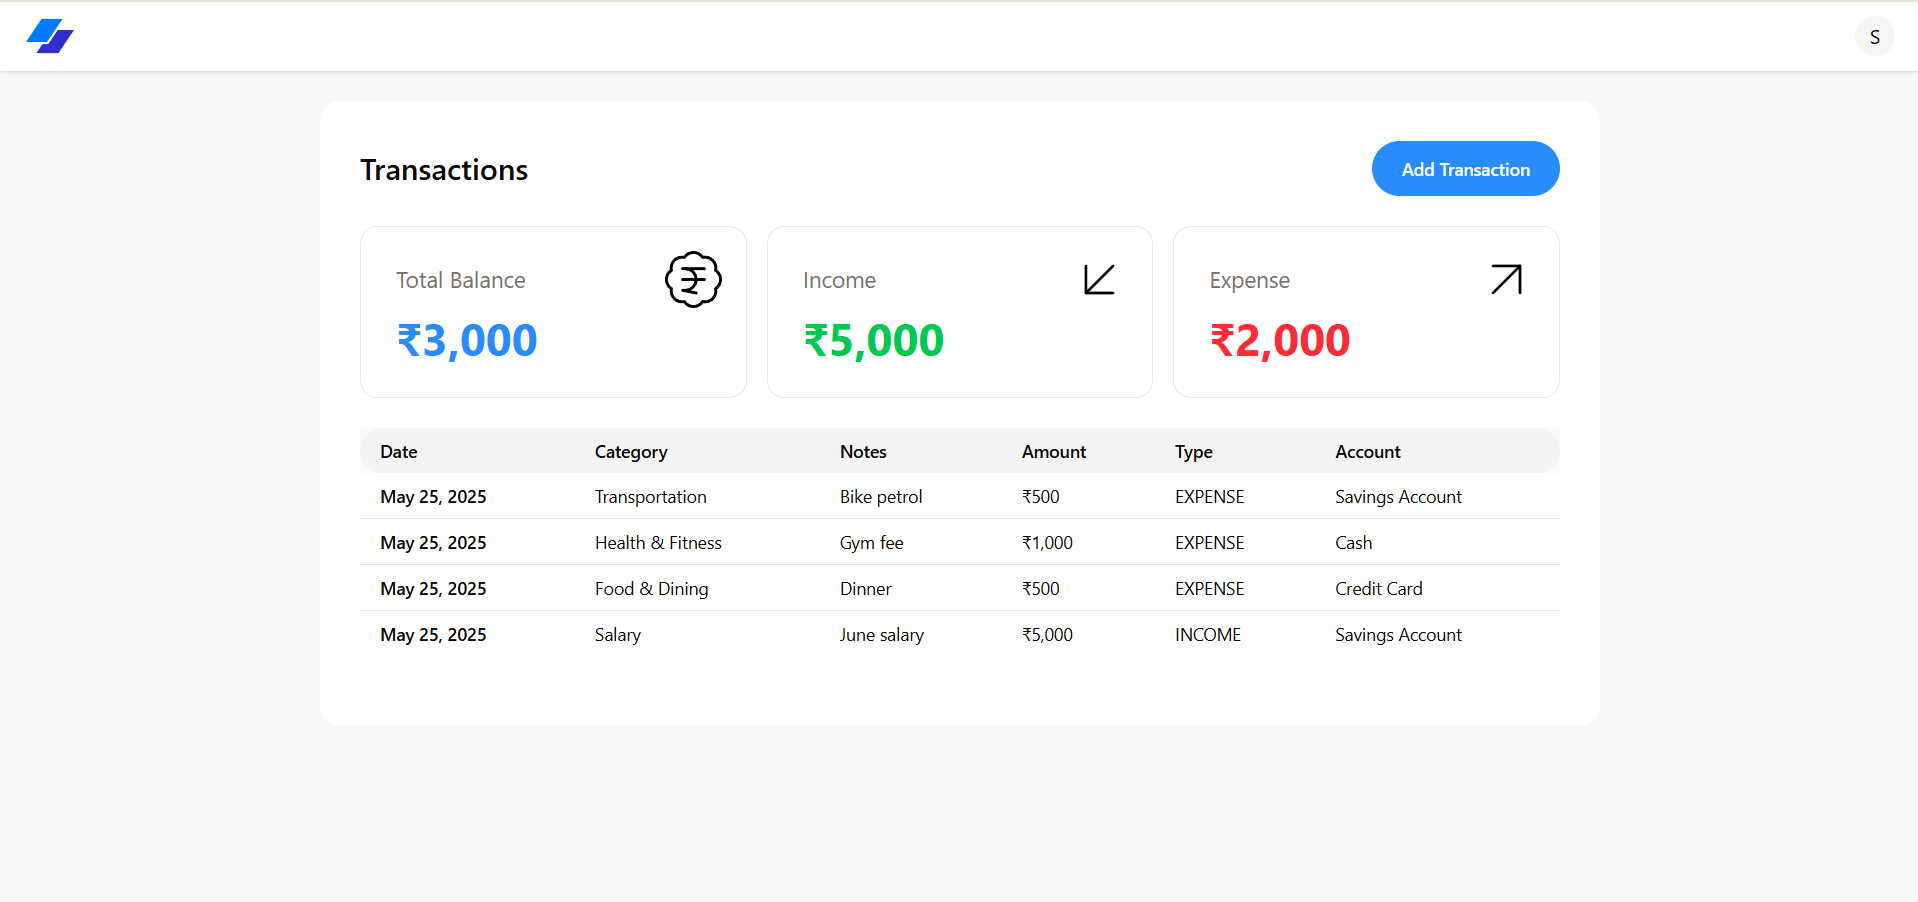 S
Transactions
Add Transaction
Total Balance
₹
₹3,000
Income
₹5,000
Expense
₹2,000
Date Category Notes Amount Type Account
May 25, 2025 Transportation Bike petrol ₹500 EXPENSE Savings Account
May 25, 2025 Health & Fitness Gym fee ₹1,000 EXPENSE Cash
May 25, 2025 Food & Dining Dinner ₹500 EXPENSE Credit Card
May 25, 2025 Salary June salary ₹5,000 INCOME Savings Account